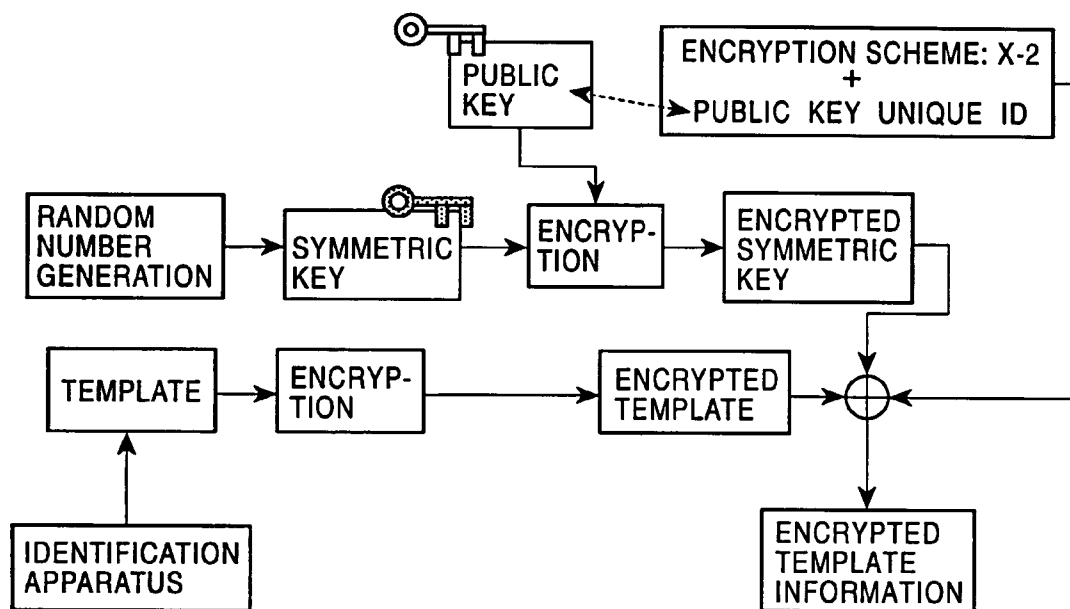 PUBLIC
KEY
ENCRYPTION SCHEME: X-2
+
PUBLIC KEY UNIQUE ID
RANDOM
NUMBER
GENERATION
SYMMETRIC
KEY
ENCRYP-
TION
ENCRYPTED
SYMMETRIC
KEY
TEMPLATE
ENCRYP-
TION
ENCRYPTED
TEMPLATE
IDENTIFICATION
APPARATUS
ENCRYPTED
TEMPLATE
INFORMATION